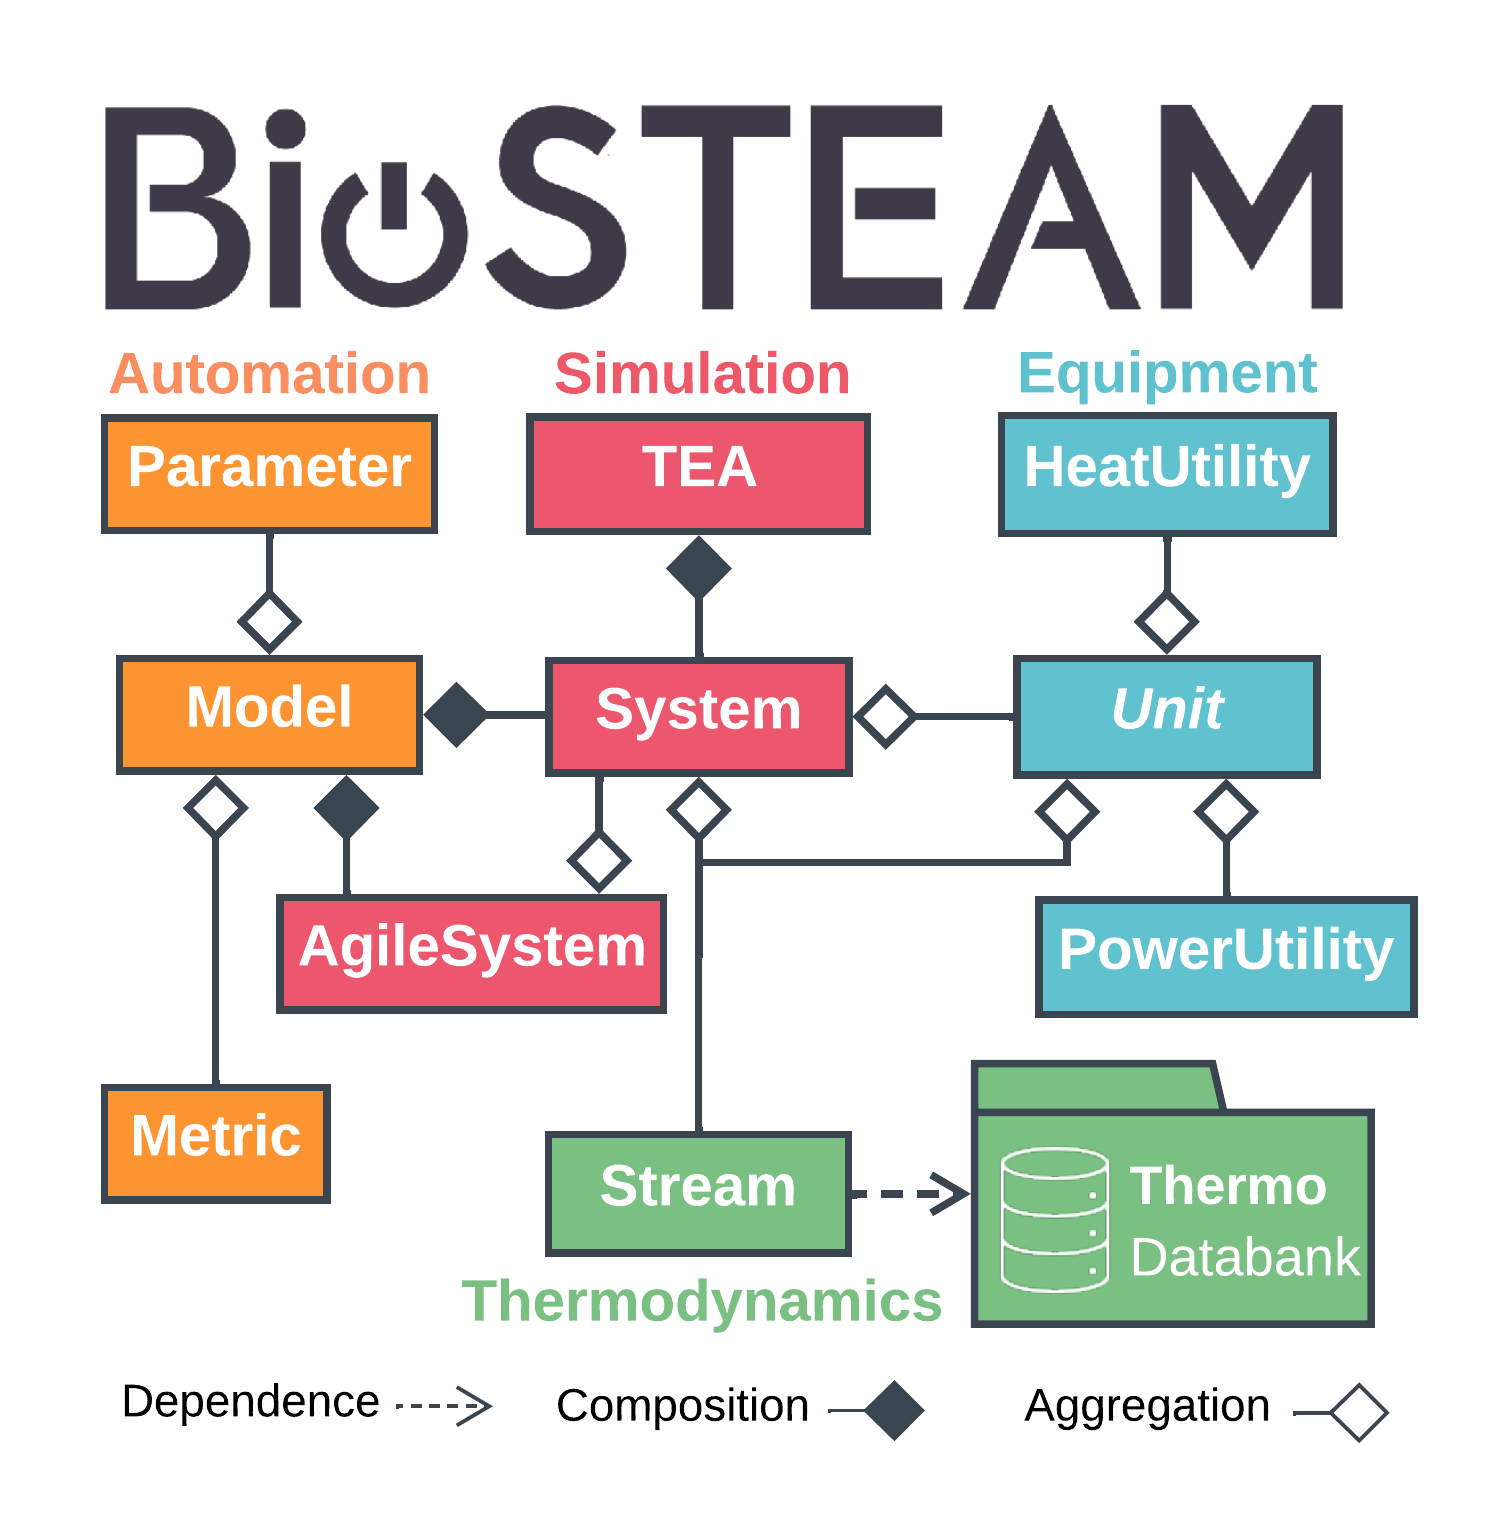 BioSTEAM
Automation
Simulation
Equipment
Parameter
TEA
HeatUtility
Model
System
Unit
AgileSystem
PowerUtility
Metric
Stream
Thermo
Databank
Thermodynamics
Dependence
Composition
Aggregation